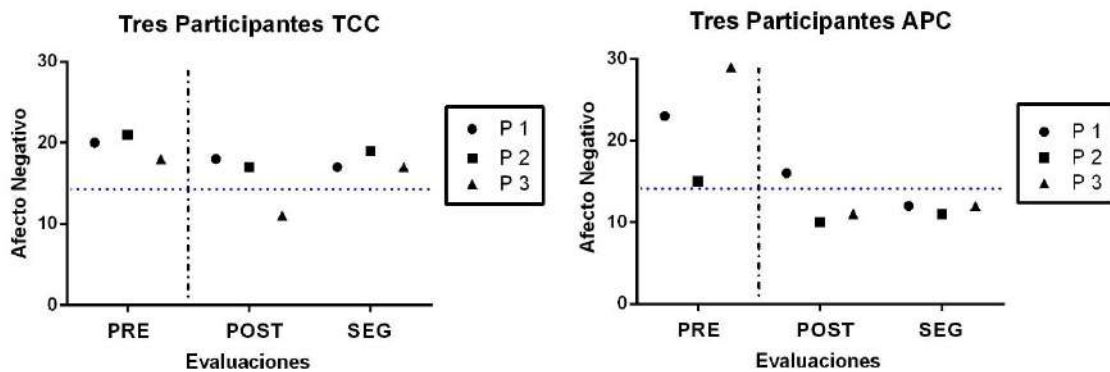 Tres Participantes TCC
30
20
10
0
Afecto Negativo
PRE
POST
SEG
Evaluaciones
P 1
P 2
P 3
Tres Participantes APC
30
20
10
0
Afecto Negativo
PRE
POST
SEG
Evaluaciones
P 1
P 2
P 3